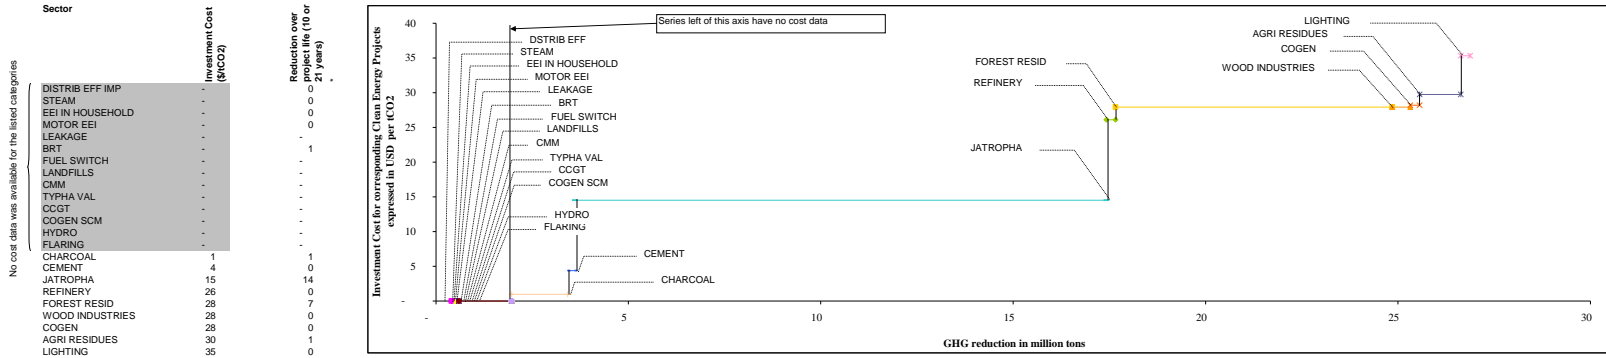 Sector
Investment Cost
($/tCO2)
Reduction over
project life (10 or
21 years)
No cost data was available for the listed categories
DISTRIB EFF IMP - 0
STEAM - 0
EEI IN HOUSEHOLD - 0
MOTOR EEI - 0
LEAKAGE - -
BRT - 1
FUEL SWITCH - -
LANDFILLS - -
CMM - -
TYPHA VAL - -
CCGT - -
COGEN SCM - -
HYDRO - -
FLARING - -
CHARCOAL 1 1
CEMENT 4 0
JATROPHA 15 14
REFINERY 26 0
FOREST RESID 28 7
WOOD INDUSTRIES 28 0
COGEN 28 0
AGRI RESIDUES 30 1
LIGHTING 35 0
Investment Cost for corresponding Clean Energy Projects
expressed in USD per tCO2
40
35
30
25
20
15
10
5
-
Series left of this axis have no cost data
DSTRIB EFF
STEAM
EEI IN HOUSEHOLD
MOTOR EEI
LEAKAGE
BRT
FUEL SWITCH
LANDFILLS
CMM
TYPHA VAL
CCGT
COGEN SCM
HYDRO
FLARING
CEMENT
CHARCOAL
LIGHTING
AGRI RESIDUES
COGEN
FOREST RESID
WOOD INDUSTRIES
REFINERY
JATROPHA
- 5 10 15 20 25 30
GHG reduction in million tons